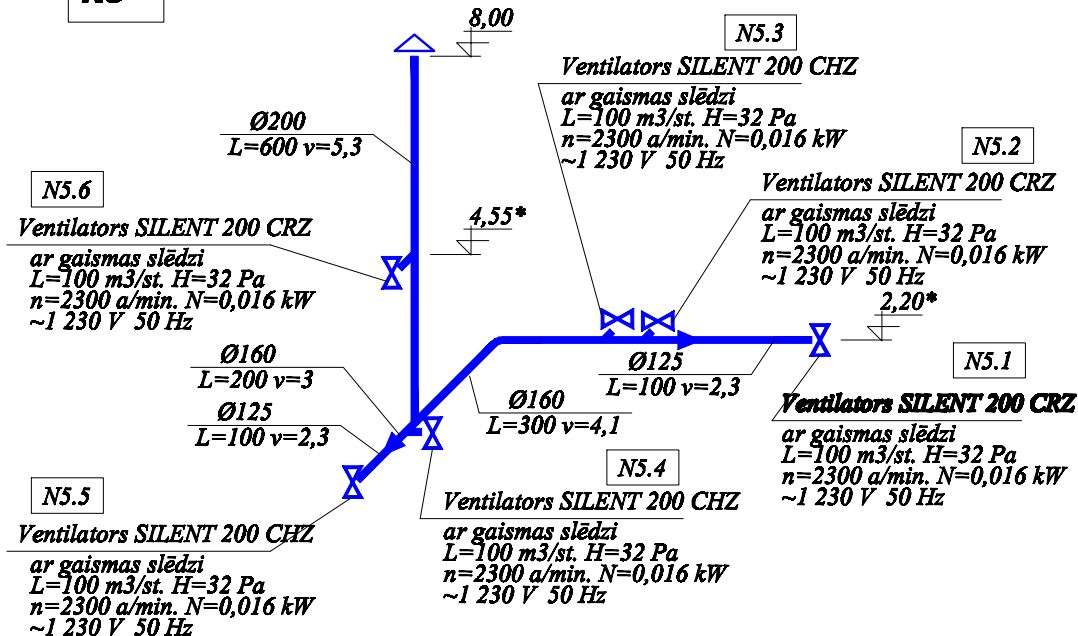 N5
8,00
N5.3
Ventilators SILENT 200 CHZ
ar gaismas slēdzi
L=100 m3/st. H=32 Pa
n=2300 a/min. N=0,016 kW
~1 230 V 50 Hz
Ø200
L=600 v=5,3
N5.2
Ventilators SILENT 200 CRZ
ar gaismas slēdzi
L=100 m3/st. H=32 Pa
n=2300 a/min. N=0,016 kW
~1 230 V 50 Hz
N5.6
Ventilators SILENT 200 CRZ
ar gaismas slēdzi
L=100 m3/st. H=32 Pa
n=2300 a/min. N=0,016 kW
~1 230 V 50 Hz
4,55*
2,20*
Ø160
L=200 v=3
Ø125
L=100 v=2,3
Ø160
L=300 v=4,1
Ø125
L=100 v=2,3
N5.1
Ventilators SILENT 200 CRZ
ar gaismas slēdzi
L=100 m3/st. H=32 Pa
n=2300 a/min. N=0,016 kW
~1 230 V 50 Hz
N5.4
Ventilators SILENT 200 CHZ
ar gaismas slēdzi
L=100 m3/st. H=32 Pa
n=2300 a/min. N=0,016 kW
~1 230 V 50 Hz
N5.5
Ventilators SILENT 200 CHZ
ar gaismas slēdzi
L=100 m3/st. H=32 Pa
n=2300 a/min. N=0,016 kW
~1 230 V 50 Hz